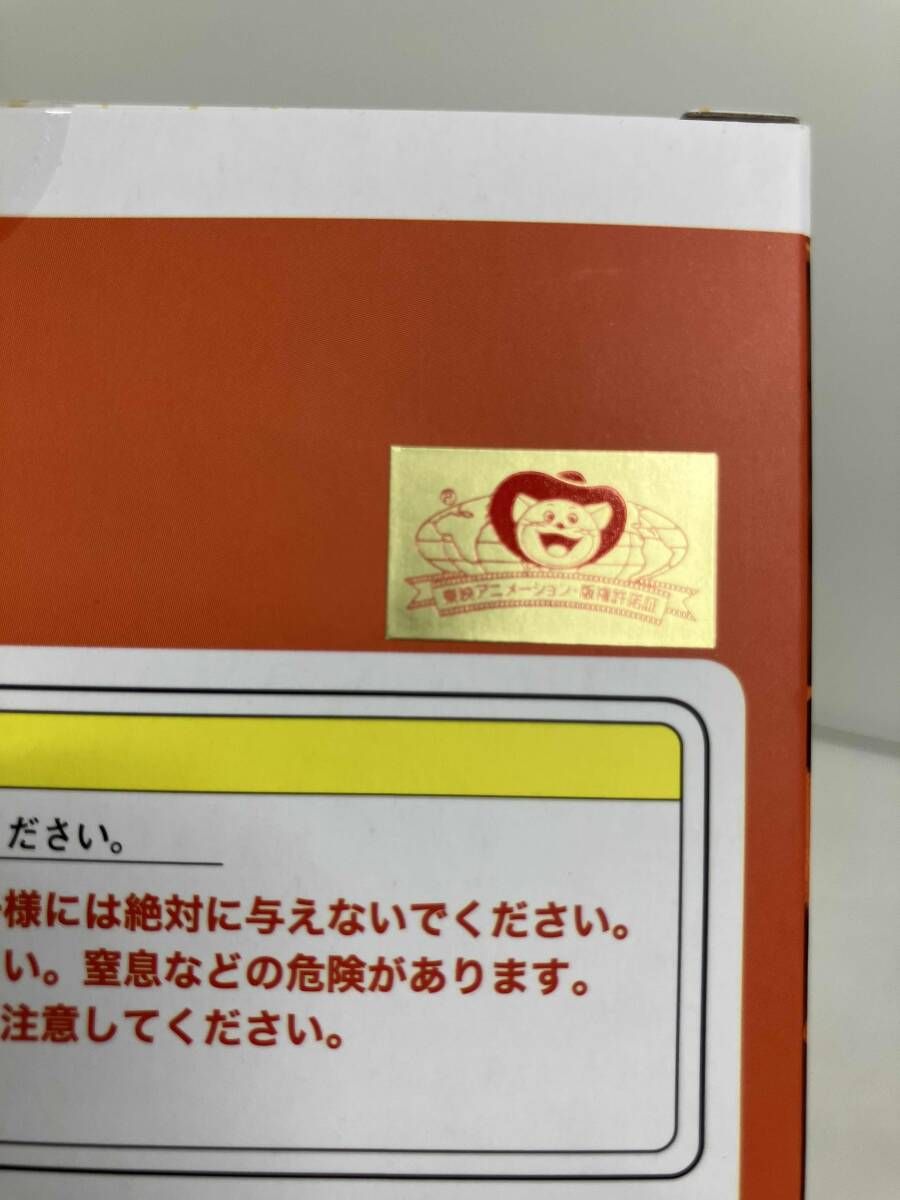 東映アニメーション・版権許諾証
ださい。
様には絶対に与えないでください。
い。窒息などの危険があります。
注意してください。